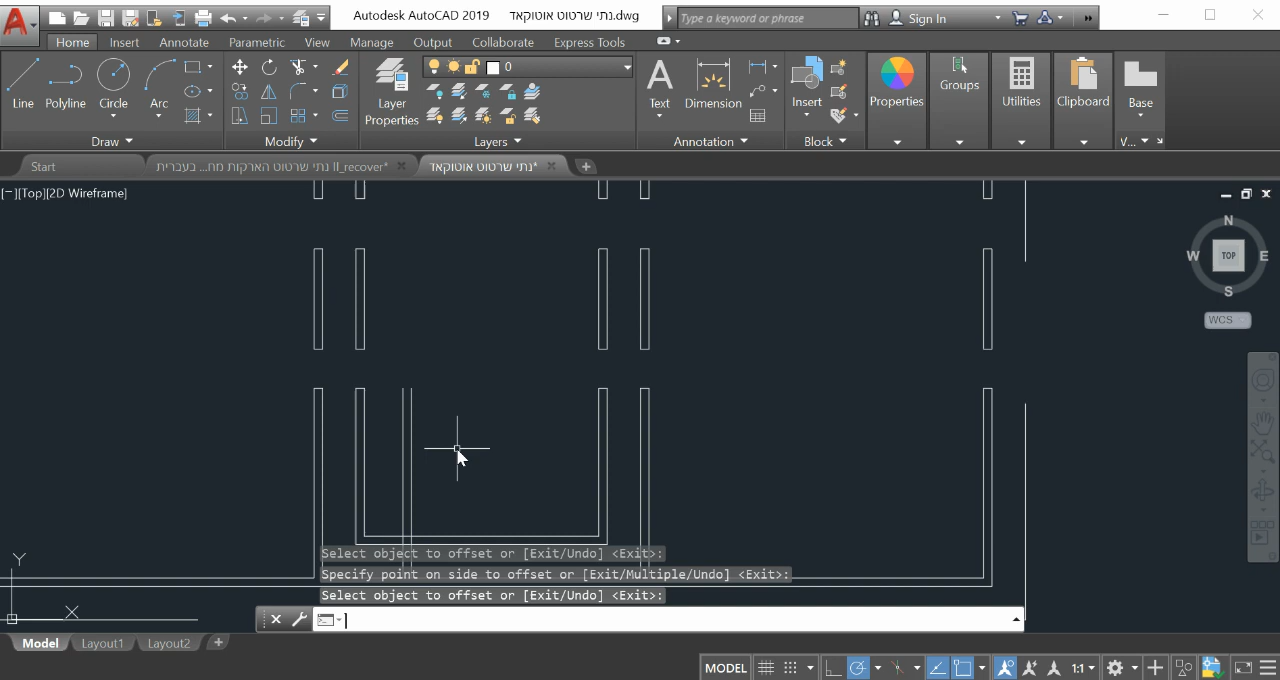 Autodesk AutoCAD 2019 נתי שרטוט אוטוקאד.dwg
Type a keyword or phrase
Sign In
Home Insert Annotate Parametric View Manage Output Collaborate Express Tools
Line Polyline Circle Arc
Layer Properties
0
Text Dimension
Insert
Properties Groups Utilities Clipboard Base
Draw Modify Layers Annotation Block V...
Start
נתי שרטוט הארקות מח... בעברית II_recover*
נתי שרטוט אוטוקאד*
[−][Top][2D Wireframe]
N
W TOP E
S
WCS
Select object to offset or [Exit/Undo] <Exit>:
Specify point on side to offset or [Exit/Multiple/Undo] <Exit>:
Select object to offset or [Exit/Undo] <Exit>:
Y
X
Model Layout1 Layout2
MODEL 1:1